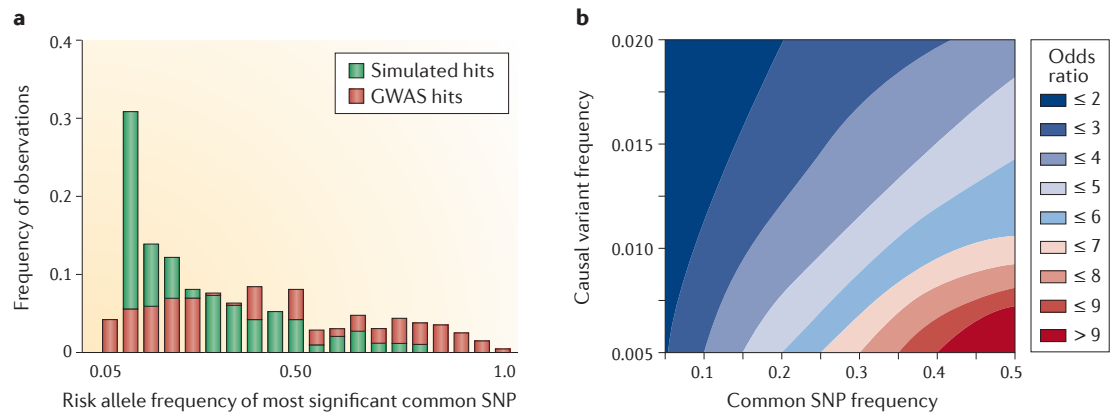 a
Frequency of observations
0.4
0.3
0.2
0.1
0
0.05
0.50
1.0
Risk allele frequency of most significant common SNP
Simulated hits
GWAS hits
b
Causal variant frequency
0.020
0.015
0.010
0.005
0.1
0.2
0.3
0.4
0.5
Common SNP frequency
Odds
ratio
≤ 2
≤ 3
≤ 4
≤ 5
≤ 6
≤ 7
≤ 8
≤ 9
> 9